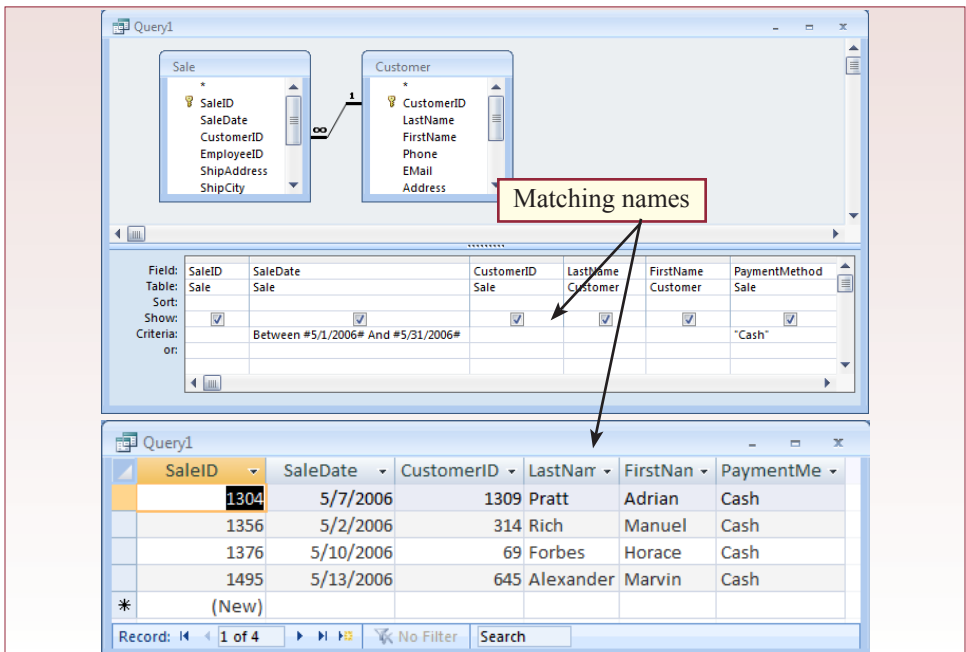 Query1
Sale
*
SaleID
SaleDate
CustomerID
EmployeeID
ShipAddress
ShipCity
∞
1
Customer
*
CustomerID
LastName
FirstName
Phone
EMail
Address
Matching names
Field: SaleID SaleDate CustomerID LastName FirstName PaymentMethod
Table: Sale Sale Sale Customer Customer Sale
Sort:
Show:
Criteria: Between #5/1/2006# And #5/31/2006# "Cash"
or:
Query1
SaleID SaleDate CustomerID LastNam FirstNan PaymentMe
1304 5/7/2006 1309 Pratt Adrian Cash
1356 5/2/2006 314 Rich Manuel Cash
1376 5/10/2006 69 Forbes Horace Cash
1495 5/13/2006 645 Alexander Marvin Cash
* (New)
Record: 1 of 4 No Filter Search